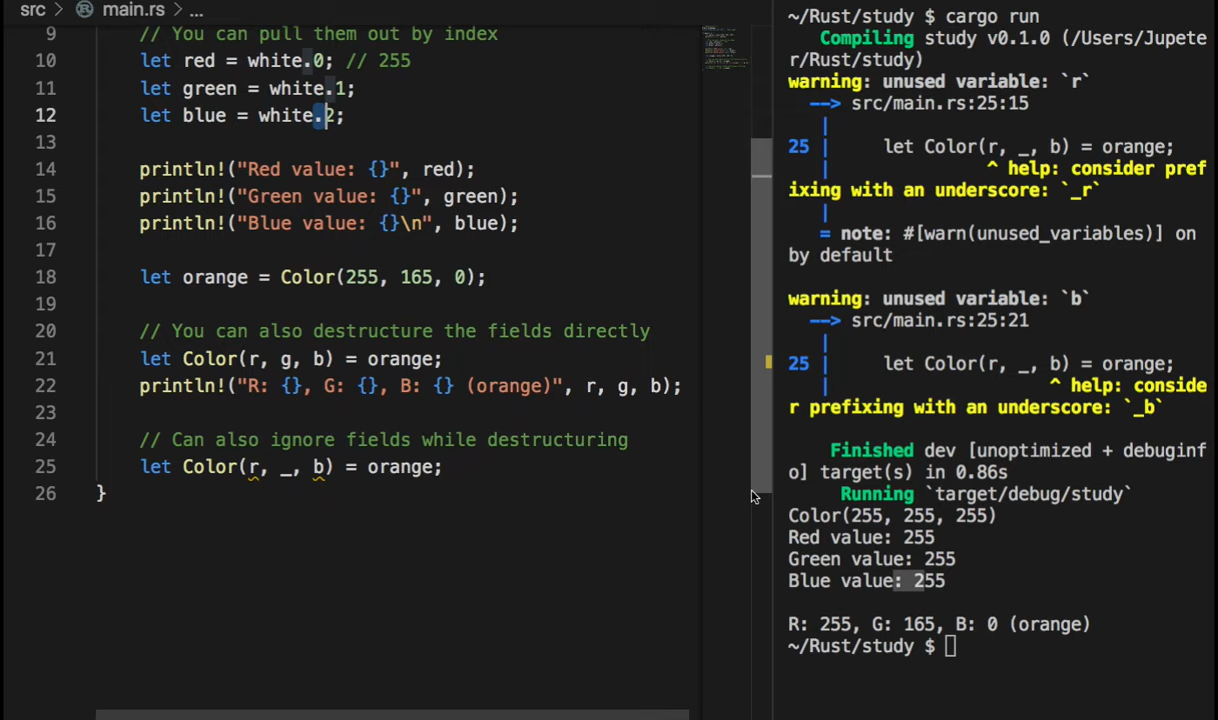 src > main.rs > ...
9 // You can pull them out by index
10 let red = white.0; // 255
11 let green = white.1;
12 let blue = white.2;
13
14 println!("Red value: {}", red);
15 println!("Green value: {}", green);
16 println!("Blue value: {}\n", blue);
17
18 let orange = Color(255, 165, 0);
19
20 // You can also destructure the fields directly
21 let Color(r, g, b) = orange;
22 println!("R: {}, G: {}, B: {} (orange)", r, g, b);
23
24 // Can also ignore fields while destructuring
25 let Color(r, _, b) = orange;
26 }
~/Rust/study $ cargo run
Compiling study v0.1.0 (/Users/Jupete
r/Rust/study)
warning: unused variable: `r`
--> src/main.rs:25:15
|
25 | let Color(r, _, b) = orange;
| ^ help: consider pref
ixing with an underscore: `_r`
|
= note: #[warn(unused_variables)] on
by default
warning: unused variable: `b`
--> src/main.rs:25:21
|
25 | let Color(r, _, b) = orange;
| ^ help: conside
r prefixing with an underscore: `_b`
Finished dev [unoptimized + debuginf
o] target(s) in 0.86s
Running `target/debug/study`
Color(255, 255, 255)
Red value: 255
Green value: 255
Blue value: 255
R: 255, G: 165, B: 0 (orange)
~/Rust/study $